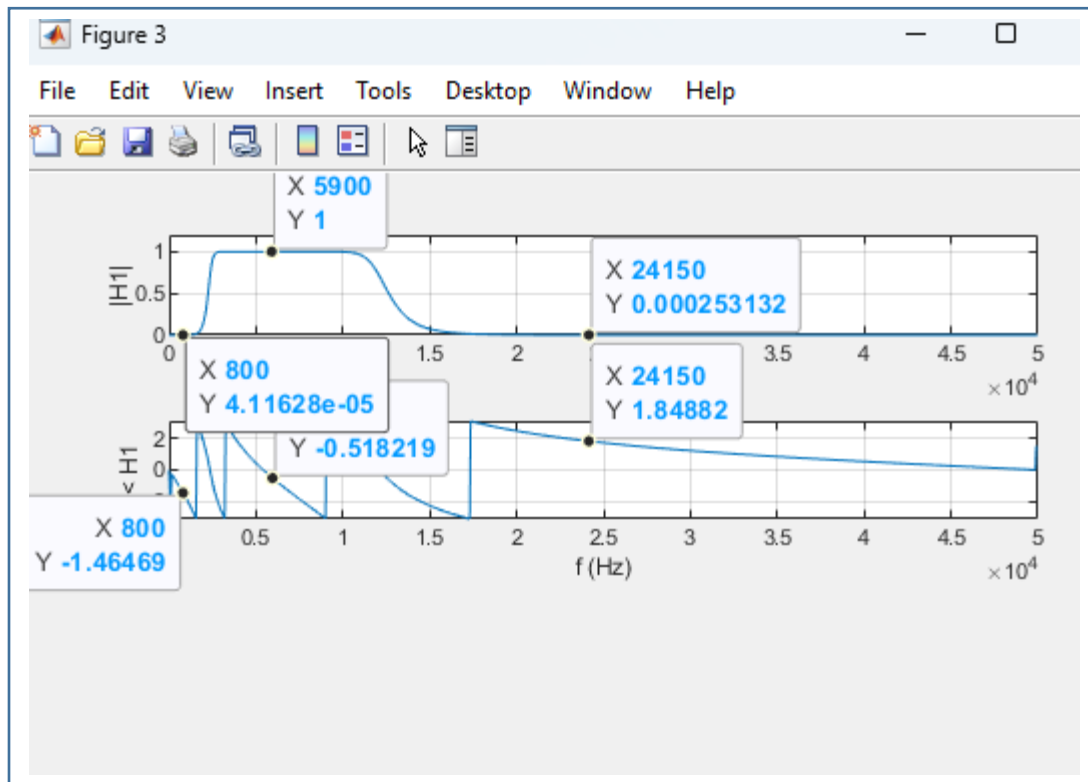 Figure 3
File Edit View Insert Tools Desktop Window Help
X 5900
Y 1
|H1|
1
0.5
0
X 24150
Y 0.000253132
0 1.5 2 3.5 4 4.5 5
×10⁴
X 800
Y 4.11628e-05
X 24150
Y 1.84882
Y -0.518219
< H1
2
0
X 800
Y -1.46469
0.5 1 1.5 2 2.5 3 3.5 4 4.5 5
f (Hz)
×10⁴